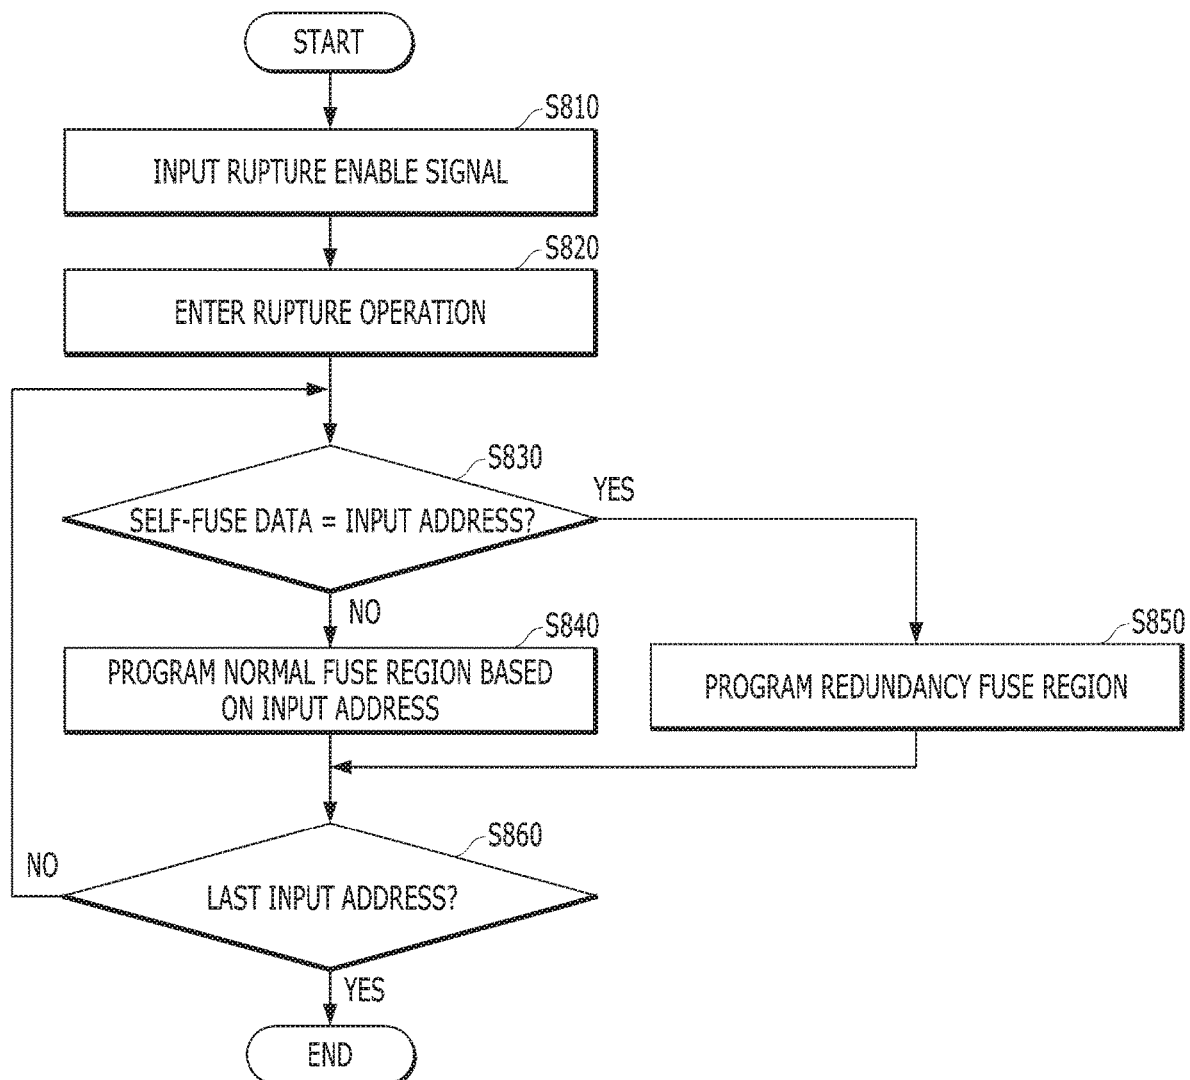 START
S810
INPUT RUPTURE ENABLE SIGNAL
S820
ENTER RUPTURE OPERATION
S830
SELF-FUSE DATA = INPUT ADDRESS?
YES
NO
S840
PROGRAM NORMAL FUSE REGION BASED
ON INPUT ADDRESS
S850
PROGRAM REDUNDANCY FUSE REGION
S860
LAST INPUT ADDRESS?
NO
YES
END